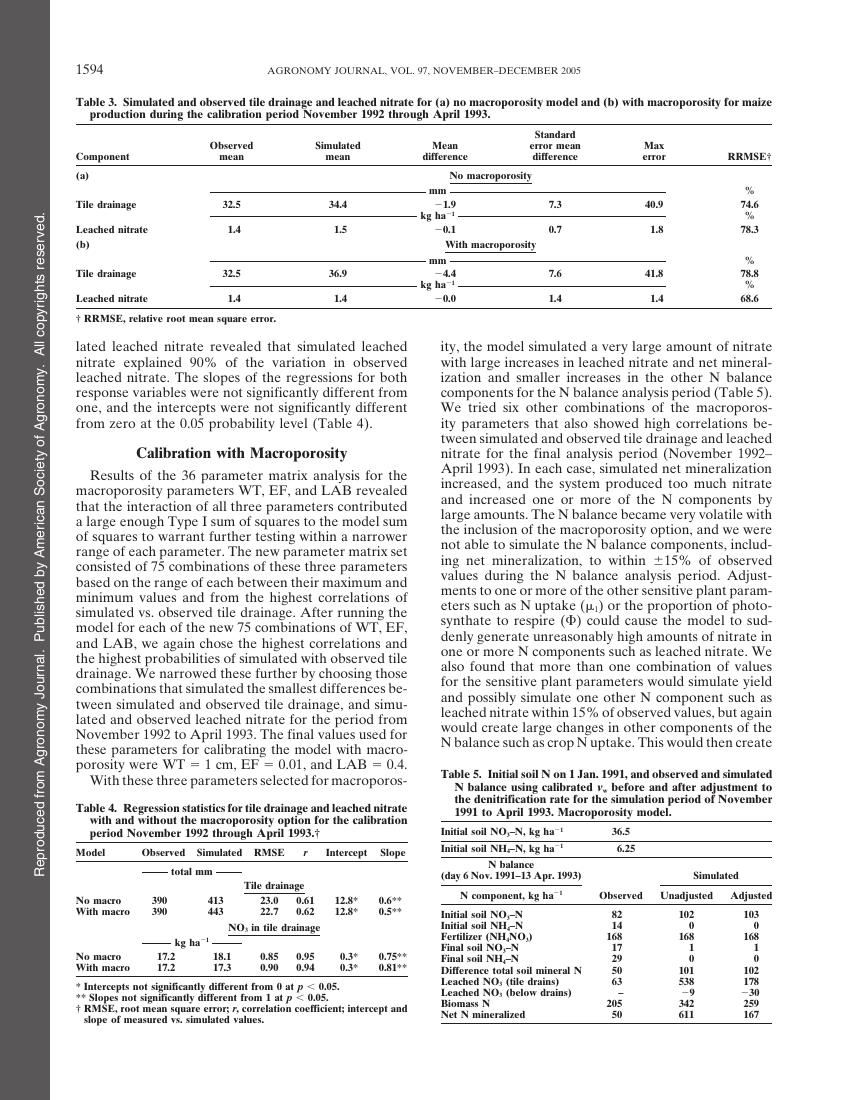 1594
AGRONOMY JOURNAL, VOL. 97, NOVEMBER–DECEMBER 2005
Table 3. Simulated and observed tile drainage and leached nitrate for (a) no macroporosity model and (b) with macroporosity for maize
production during the calibration period November 1992 through April 1993.
Component Observed mean Simulated mean Mean difference Standard error mean difference Max error RRMSE†
(a) No macroporosity
mm %
Tile drainage 32.5 34.4 −1.9 7.3 40.9 74.6
kg ha−1 %
Leached nitrate 1.4 1.5 −0.1 0.7 1.8 78.3
(b) With macroporosity
mm %
Tile drainage 32.5 36.9 −4.4 7.6 41.8 78.8
kg ha−1 %
Leached nitrate 1.4 1.4 −0.0 1.4 1.4 68.6
† RRMSE, relative root mean square error.
lated leached nitrate revealed that simulated leached
nitrate explained 90% of the variation in observed
leached nitrate. The slopes of the regressions for both
response variables were not significantly different from
one, and the intercepts were not significantly different
from zero at the 0.05 probability level (Table 4).
Calibration with Macroporosity
Results of the 36 parameter matrix analysis for the
macroporosity parameters WT, EF, and LAB revealed
that the interaction of all three parameters contributed
a large enough Type I sum of squares to the model sum
of squares to warrant further testing within a narrower
range of each parameter. The new parameter matrix set
consisted of 75 combinations of these three parameters
based on the range of each between their maximum and
minimum values and from the highest correlations of
simulated vs. observed tile drainage. After running the
model for each of the new 75 combinations of WT, EF,
and LAB, we again chose the highest correlations and
the highest probabilities of simulated with observed tile
drainage. We narrowed these further by choosing those
combinations that simulated the smallest differences be-
tween simulated and observed tile drainage, and simu-
lated and observed leached nitrate for the period from
November 1992 to April 1993. The final values used for
these parameters for calibrating the model with macro-
porosity were WT = 1 cm, EF = 0.01, and LAB = 0.4.
With these three parameters selected for macroporos-
Table 4. Regression statistics for tile drainage and leached nitrate
with and without the macroporosity option for the calibration
period November 1992 through April 1993.†
Model Observed Simulated RMSE r Intercept Slope
total mm
Tile drainage
No macro 390 413 23.0 0.61 12.8* 0.6**
With macro 390 443 22.7 0.62 12.8* 0.5**
NO3 in tile drainage
kg ha−1
No macro 17.2 18.1 0.85 0.95 0.3* 0.75**
With macro 17.2 17.3 0.90 0.94 0.3* 0.81**
* Intercepts not significantly different from 0 at p < 0.05.
** Slopes not significantly different from 1 at p < 0.05.
† RMSE, root mean square error; r, correlation coefficient; intercept and
slope of measured vs. simulated values.
ity, the model simulated a very large amount of nitrate
with large increases in leached nitrate and net mineral-
ization and smaller increases in the other N balance
components for the N balance analysis period (Table 5).
We tried six other combinations of the macroporos-
ity parameters that also showed high correlations be-
tween simulated and observed tile drainage and leached
nitrate for the final analysis period (November 1992–
April 1993). In each case, simulated net mineralization
increased, and the system produced too much nitrate
and increased one or more of the N components by
large amounts. The N balance became very volatile with
the inclusion of the macroporosity option, and we were
not able to simulate the N balance components, includ-
ing net mineralization, to within ±15% of observed
values during the N balance analysis period. Adjust-
ments to one or more of the other sensitive plant param-
eters such as N uptake (μ1) or the proportion of photo-
synthate to respire (Φ) could cause the model to sud-
denly generate unreasonably high amounts of nitrate in
one or more N components such as leached nitrate. We
also found that more than one combination of values
for the sensitive plant parameters would simulate yield
and possibly simulate one other N component such as
leached nitrate within 15% of observed values, but again
would create large changes in other components of the
N balance such as crop N uptake. This would then create
Table 5. Initial soil N on 1 Jan. 1991, and observed and simulated
N balance using calibrated v* before and after adjustment to
the denitrification rate for the simulation period of November
1991 to April 1993. Macroporosity model.
Initial soil NO3–N, kg ha−1 36.5
Initial soil NH4–N, kg ha−1 6.25
N balance
(day 6 Nov. 1991–13 Apr. 1993) Simulated
N component, kg ha−1 Observed Unadjusted Adjusted
Initial soil NO3–N 82 102 103
Initial soil NH4–N 14 0 0
Fertilizer (NH4NO3) 168 168 168
Final soil NO3–N 17 1 1
Final soil NH4–N 29 0 0
Difference total soil mineral N 50 101 102
Leached NO3 (tile drains) 63 538 178
Leached NO3 (below drains) – −9 −30
Biomass N 205 342 259
Net N mineralized 50 611 167
Reproduced from Agronomy Journal. Published by American Society of Agronomy. All copyrights reserved.